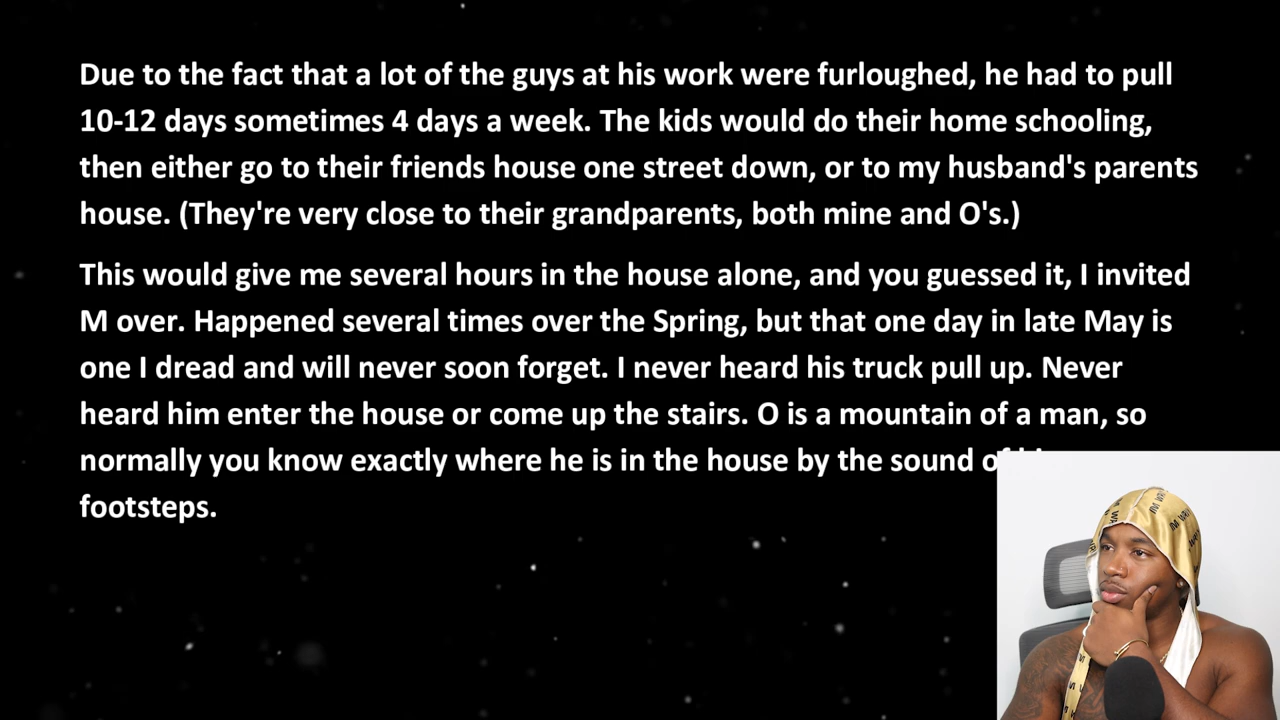 Due to the fact that a lot of the guys at his work were furloughed, he had to pull
10-12 days sometimes 4 days a week. The kids would do their home schooling,
then either go to their friends house one street down, or to my husband's parents
house. (They're very close to their grandparents, both mine and O's.)
This would give me several hours in the house alone, and you guessed it, I invited
M over. Happened several times over the Spring, but that one day in late May is
one I dread and will never soon forget. I never heard his truck pull up. Never
heard him enter the house or come up the stairs. O is a mountain of a man, so
normally you know exactly where he is in the house by the sound of
footsteps.